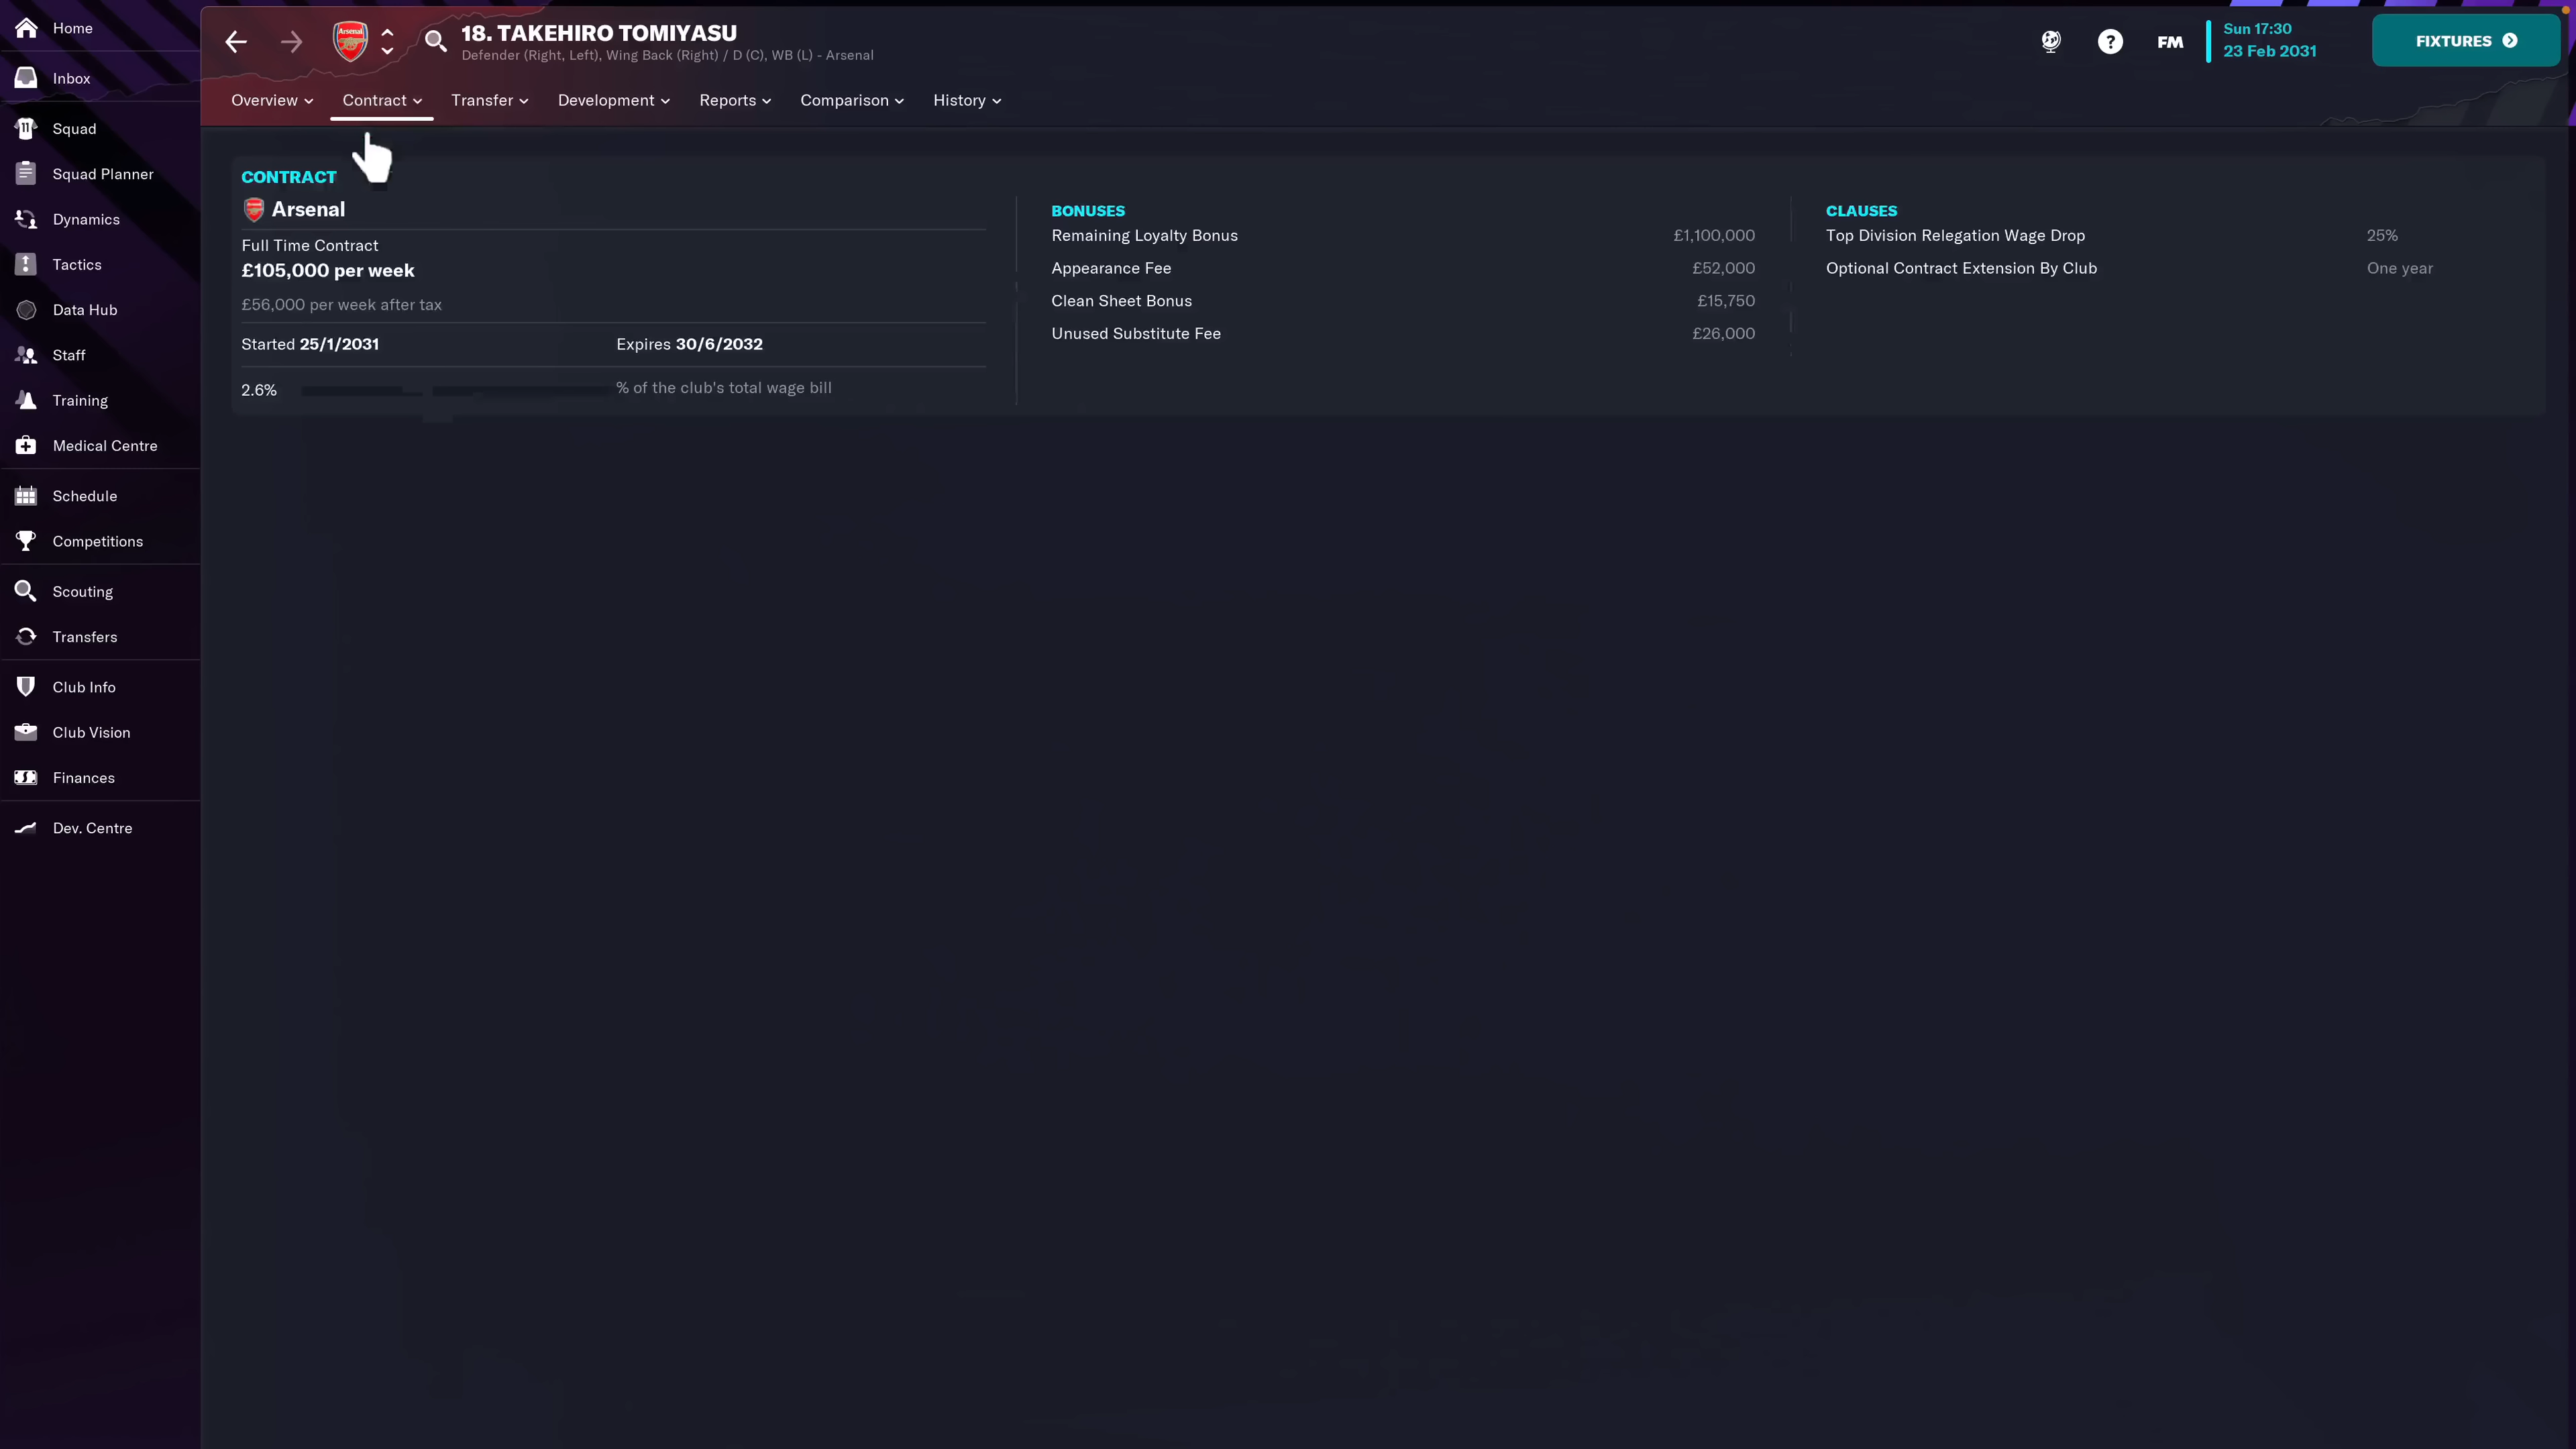 Home
Inbox
Squad
Squad Planner
Dynamics
Tactics
Data Hub
Staff
Training
Medical Centre
Schedule
Competitions
Scouting
Transfers
Club Info
Club Vision
Finances
Dev. Centre
Arsenal
18. TAKEHIRO TOMIYASU
Defender (Right, Left), Wing Back (Right) / D (C), WB (L) - Arsenal
? FM
Sun 17:30
23 Feb 2031
FIXTURES
Overview Contract Transfer Development Reports Comparison History
CONTRACT
Arsenal
Full Time Contract
£105,000 per week
£56,000 per week after tax
Started 25/1/2031 Expires 30/6/2032
2.6% % of the club's total wage bill
BONUSES
Remaining Loyalty Bonus £1,100,000
Appearance Fee £52,000
Clean Sheet Bonus £15,750
Unused Substitute Fee £26,000
CLAUSES
Top Division Relegation Wage Drop 25%
Optional Contract Extension By Club One year